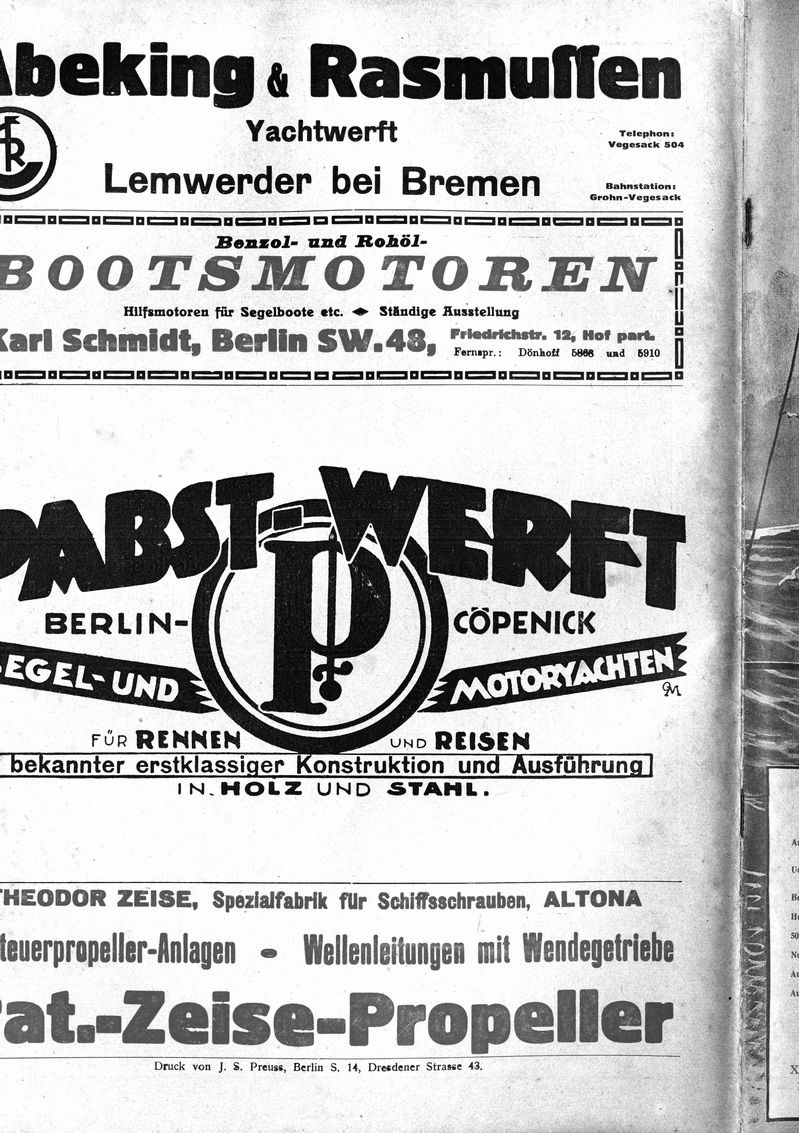 Abeking & Rasmuſſen
Yachtwerft
Telephon:
Vegesack 504
Lemwerder bei Bremen
Bahnstation:
Grohn-Vegesack
Benzol- und Rohöl-
BOOTSMOTOREN
Hilfsmotoren für Segelboote etc. ◆ Ständige Ausstellung
Karl Schmidt, Berlin SW.48,
Friedrichstr. 12, Hof part.
Fernspr.: Dönhoff 5866 und 5910
PABST WERFT
P
BERLIN-CÖPENICK
SEGEL- UND MOTORYACHTEN
FÜR RENNEN UND REISEN
bekannter erstklassiger Konstruktion und Ausführung
IN HOLZ UND STAHL.
THEODOR ZEISE, Spezialfabrik für Schiffsschrauben, ALTONA
Steuerpropeller-Anlagen - Wellenleitungen mit Wendegetriebe
Pat.-Zeise-Propeller
Druck von J. S. Preuss, Berlin S. 14, Dresdener Strasse 43.